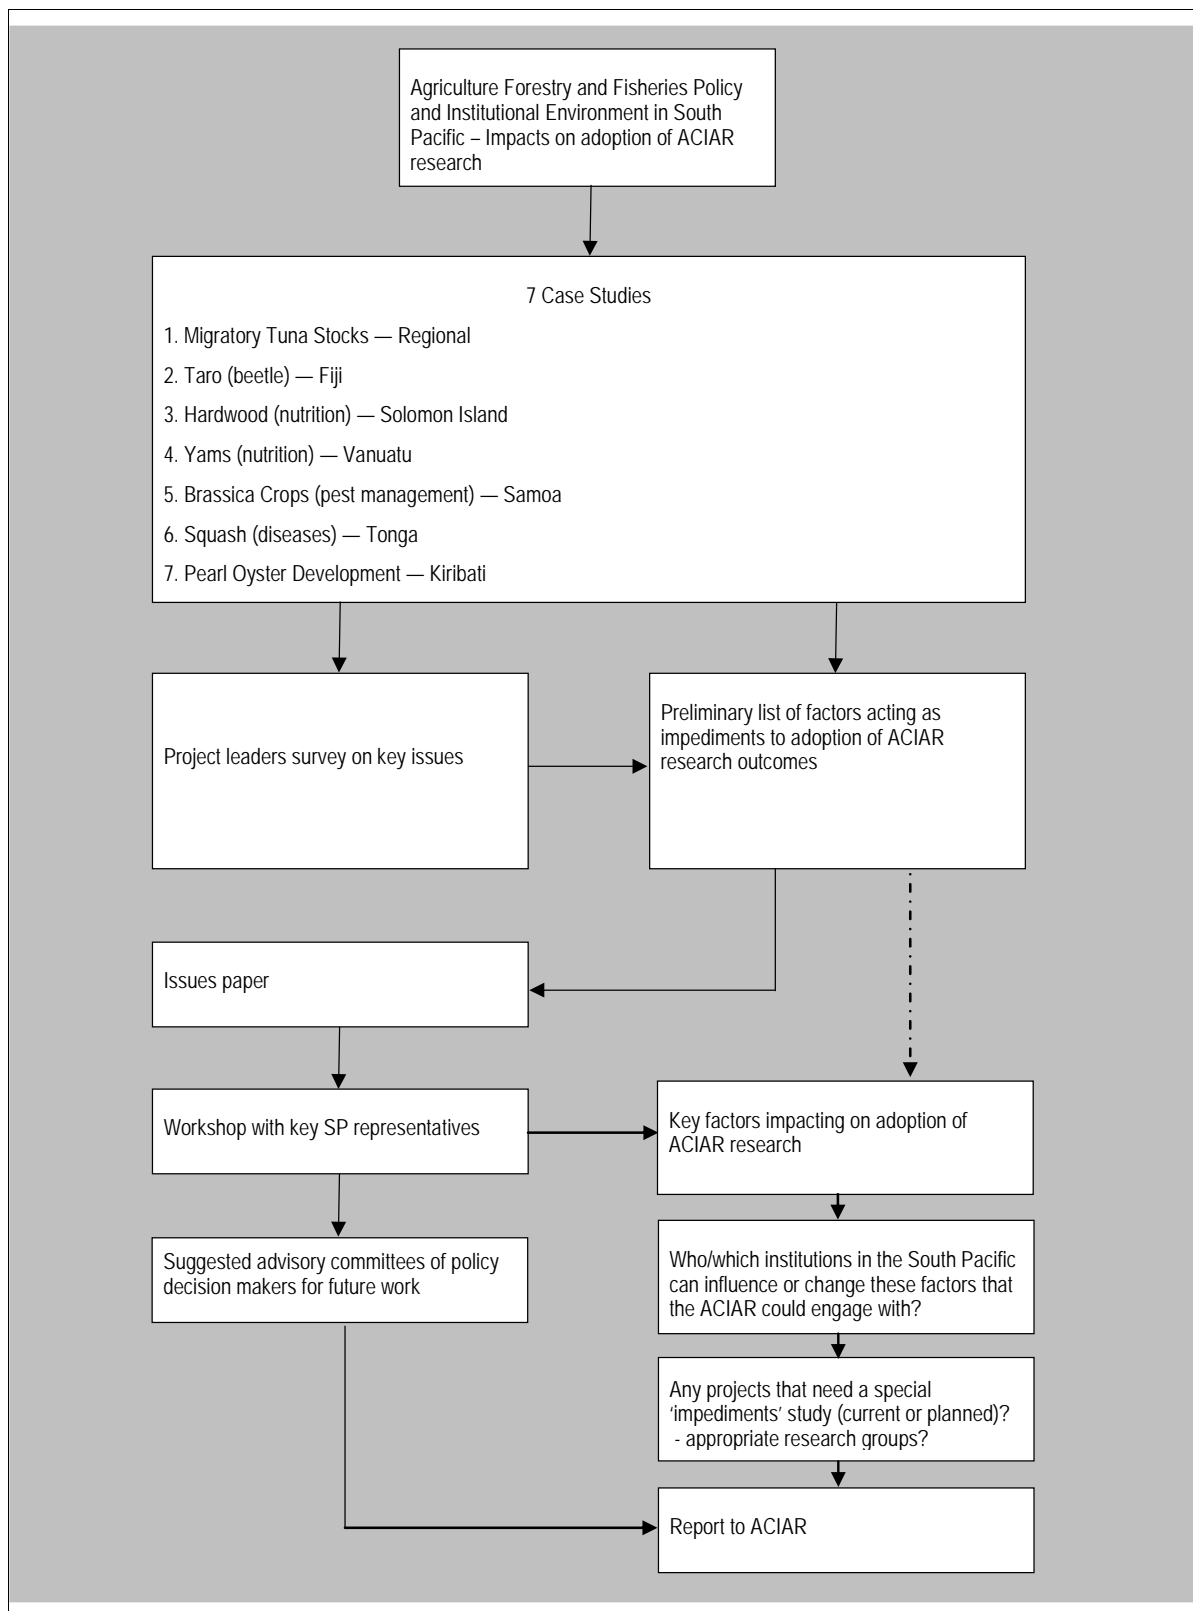 Agriculture Forestry and Fisheries Policy
and Institutional Environment in South
Pacific – Impacts on adoption of ACIAR
research
7 Case Studies
1. Migratory Tuna Stocks — Regional
2. Taro (beetle) — Fiji
3. Hardwood (nutrition) — Solomon Island
4. Yams (nutrition) — Vanuatu
5. Brassica Crops (pest management) — Samoa
6. Squash (diseases) — Tonga
7. Pearl Oyster Development — Kiribati
Project leaders survey on key issues
Preliminary list of factors acting as
impediments to adoption of ACIAR
research outcomes
Issues paper
Workshop with key SP representatives
Key factors impacting on adoption of
ACIAR research
Suggested advisory committees of policy
decision makers for future work
Who/which institutions in the South Pacific
can influence or change these factors that
the ACIAR could engage with?
Any projects that need a special
‘impediments’ study (current or planned)?
- appropriate research groups?
Report to ACIAR